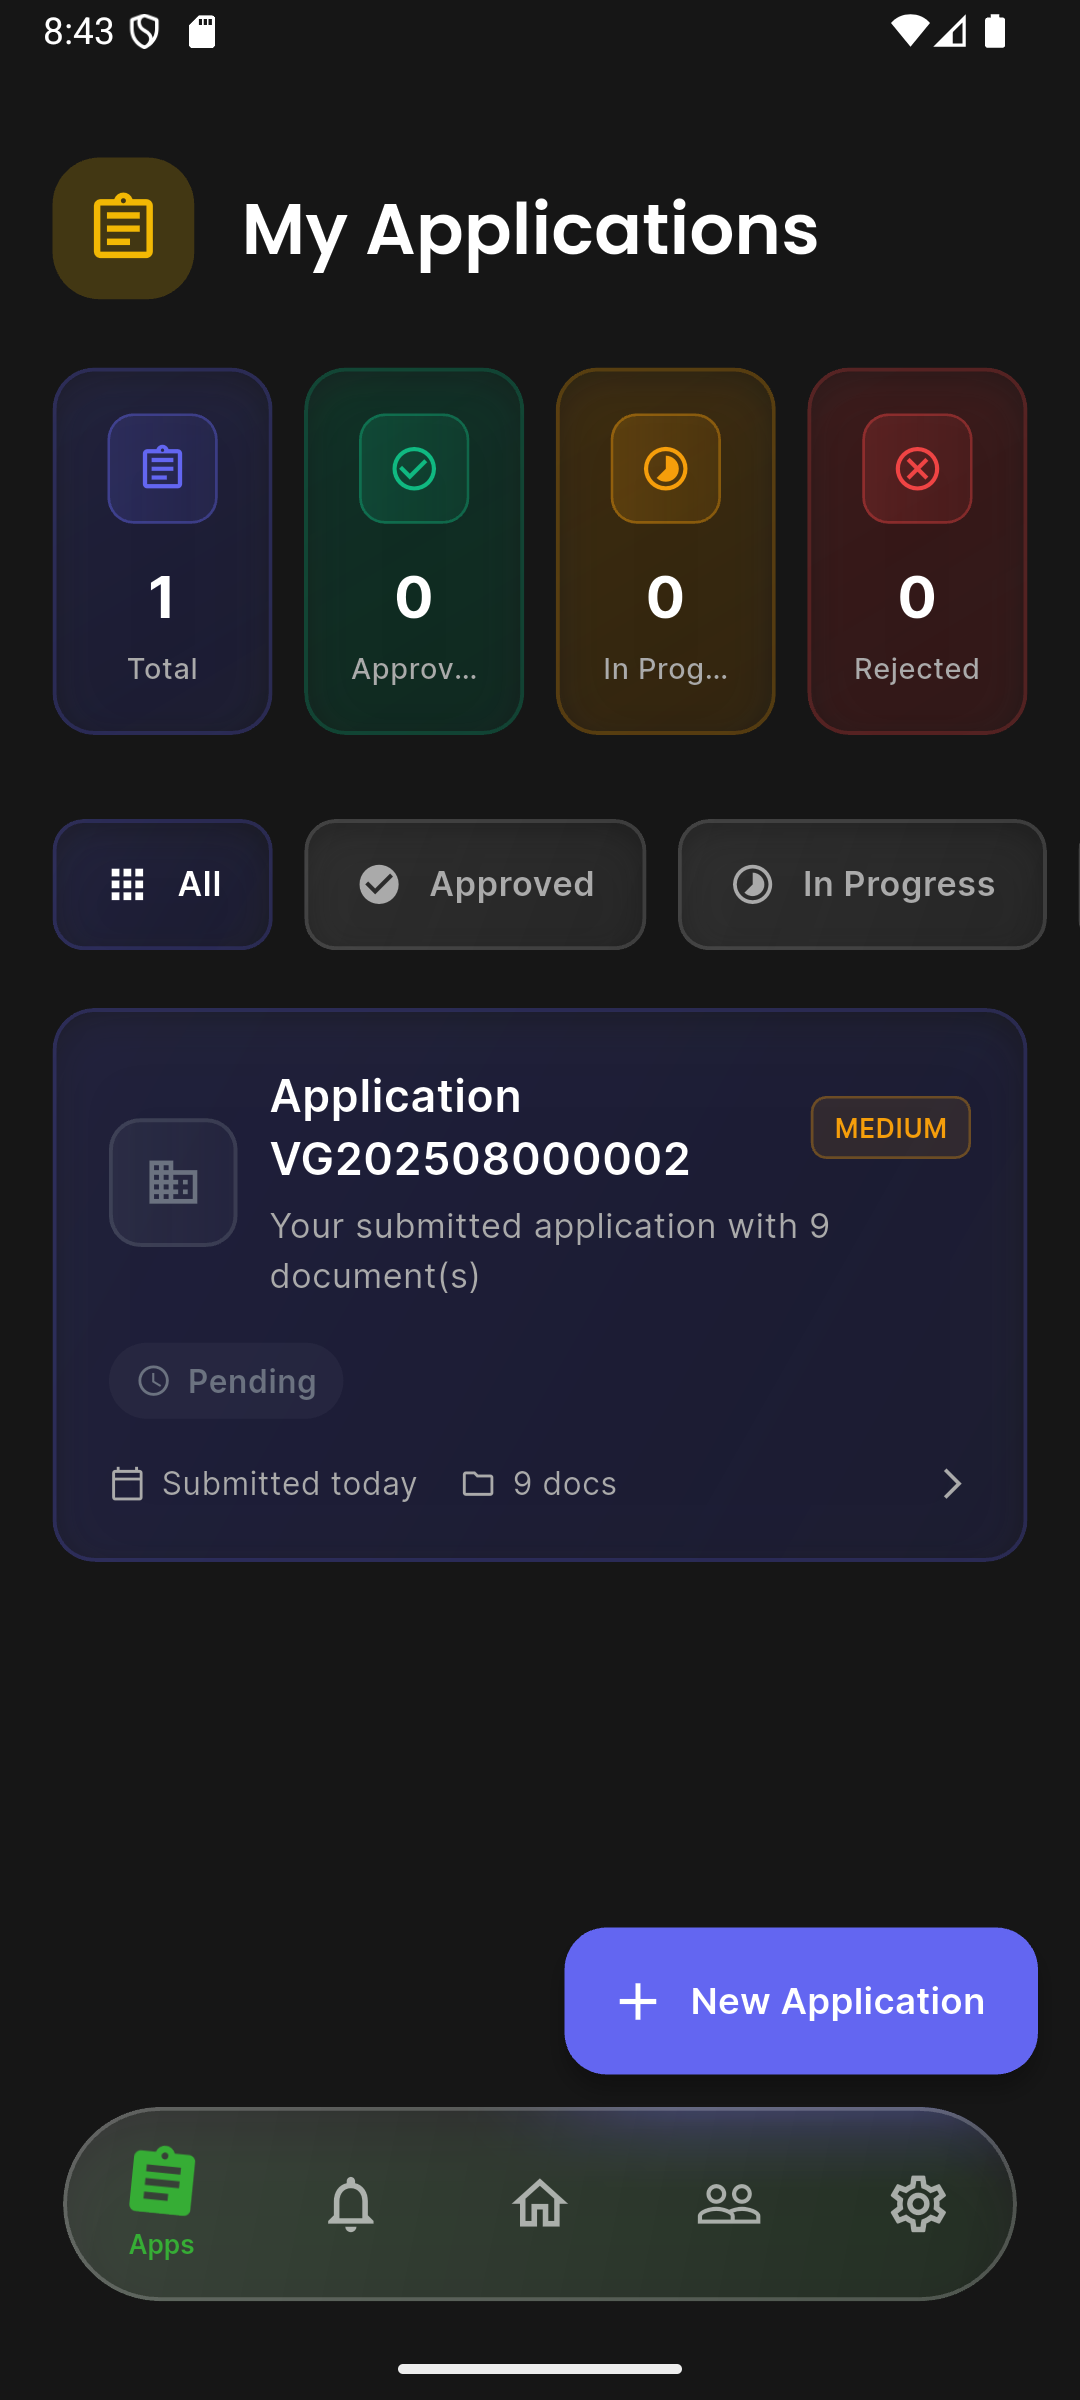 8:43
My Applications
1
0
0
0
Total
Approv...
In Prog...
Rejected
All
Approved
In Progress
Application
VG202508000002
MEDIUM
Your submitted application with 9
document(s)
Pending
Submitted today
9 docs
New Application
Apps